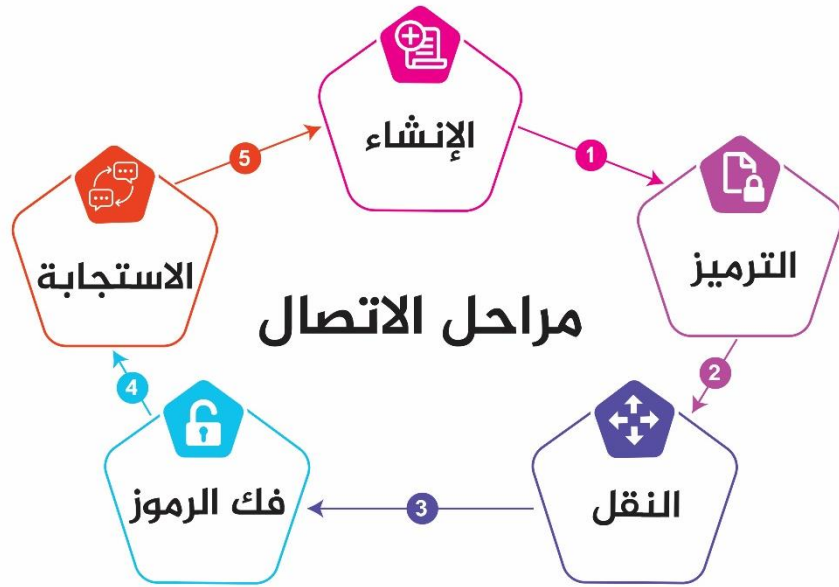 الإنشاء
1
الترميز
2
النقل
3
فك الرموز
4
الاستجابة
5
مراحل الاتصال